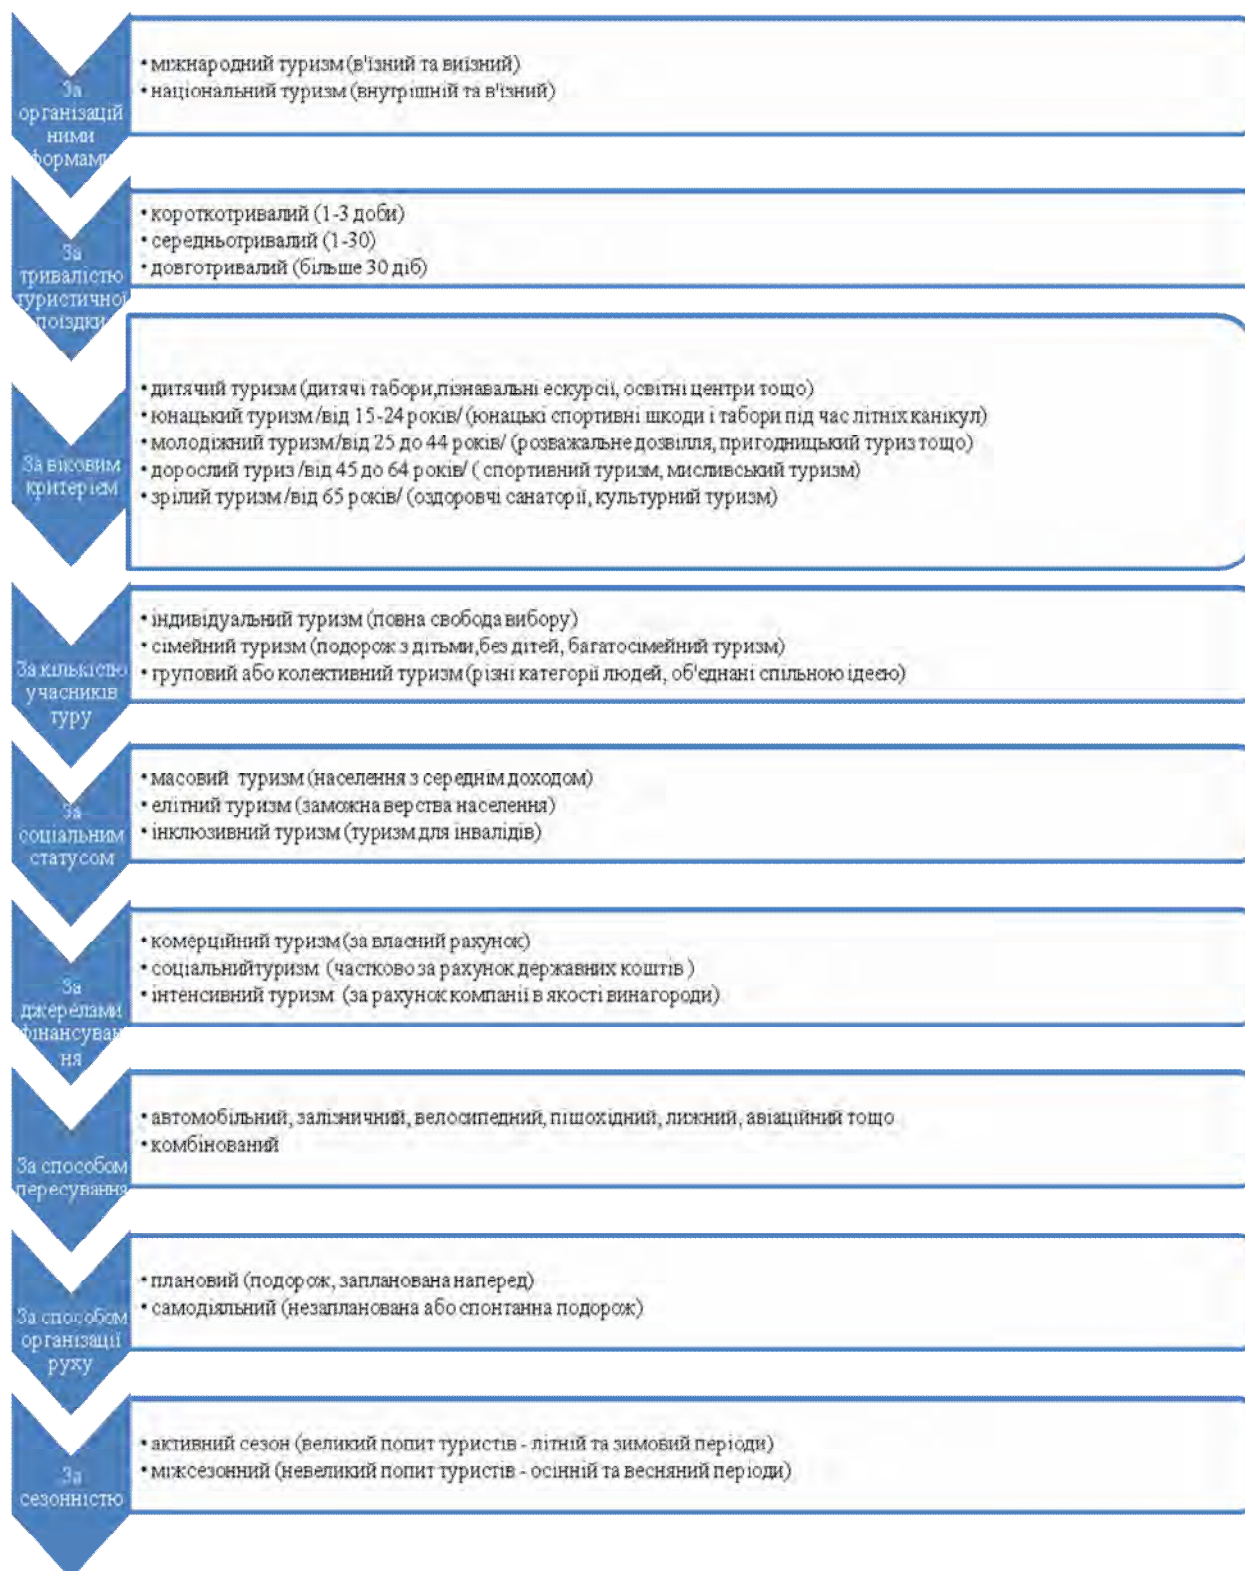 За
організацій
ними
формами
• міжнародний туризм (в'їзний та виїзний)
• національний туризм (внутрішній та в'їзний)
За
тривалістю
туристичної
поїздки
• короткотривалий (1-3 доби)
• середньотривалий (1-30)
• довготривалий (більше 30 діб)
За віковим
критерієм
• дитячий туризм (дитячі табори,пізнавальні ескурсії, освітні центри тощо)
• юнацький туризм /від 15-24 років/ (юнацькі спортивні шкоди і табори під час літніх канікул)
• молодіжний туризм/від 25 до 44 років/ (розважальне дозвілля, пригодницький туриз тощо)
• дорослий туриз /від 45 до 64 років/ ( спортивний туризм, мисливський туризм)
• зрілий туризм /від 65 років/ (оздоровчі санаторії, культурний туризм)
За кількістю
учасників
туру
• індивідуальний туризм (повна свобода вибору)
• сімейний туризм (подорож з дітьми,без дітей, багатосімейний туризм)
• груповий або колективний туризм (різні категорії людей, об'єднані спільною ідеєю)
За
соціальним
статусом
• масовий туризм (населення з середнім доходом)
• елітний туризм (заможна верства населення)
• інклюзивний туризм (туризм для інвалідів)
За
джерелами
фінансуван
ня
• комерційний туризм (за власний рахунок)
• соціальнийтуризм (частково за рахунок державних коштів )
• інтенсивний туризм (за рахунок компанії в якості винагороди)
За способом
пересування
• автомобільний, залізничний, велосипедний, пішохідний, лижний, авіаційний тощо
• комбінований
За способом
організації
руху
• плановий (подорож, запланована наперед)
• самодіяльний (незапланована або спонтанна подорож)
За
сезонністю
• активний сезон (великий попит туристів - літній та зимовий періоди)
• міжсезонний (невеликий попит туристів - осінній та весняний періоди)